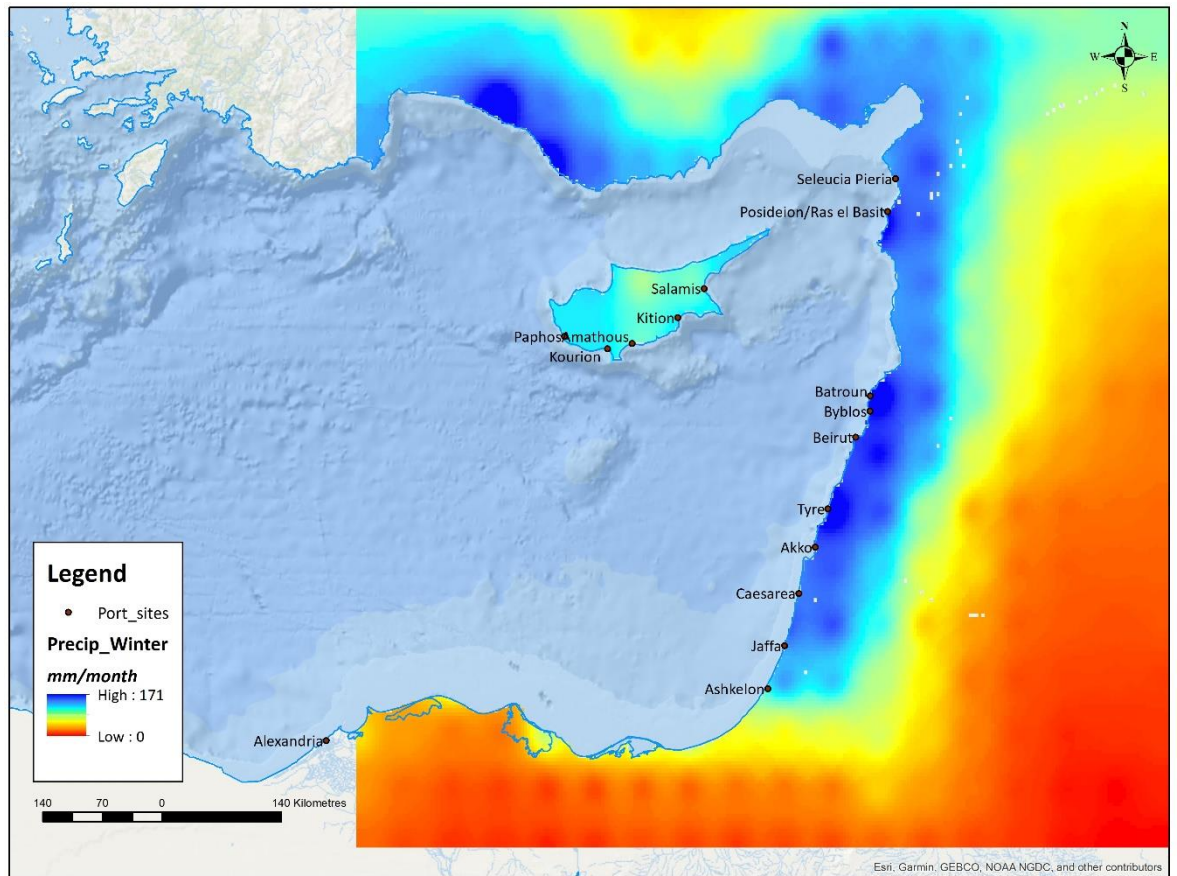 N
W E
S
Seleucia Pieria
Posideion/Ras el Basit
Salamis
Kition
Paphos Amathous
Kourion
Batroun
Byblos
Beirut
Tyre
Akko
Caesarea
Jaffa
Ashkelon
Alexandria
Legend
Port_sites
Precip_Winter
mm/month
High : 171
Low : 0
140 70 0 140 Kilometres
Esri, Garmin, GEBCO, NOAA NGDC, and other contributors